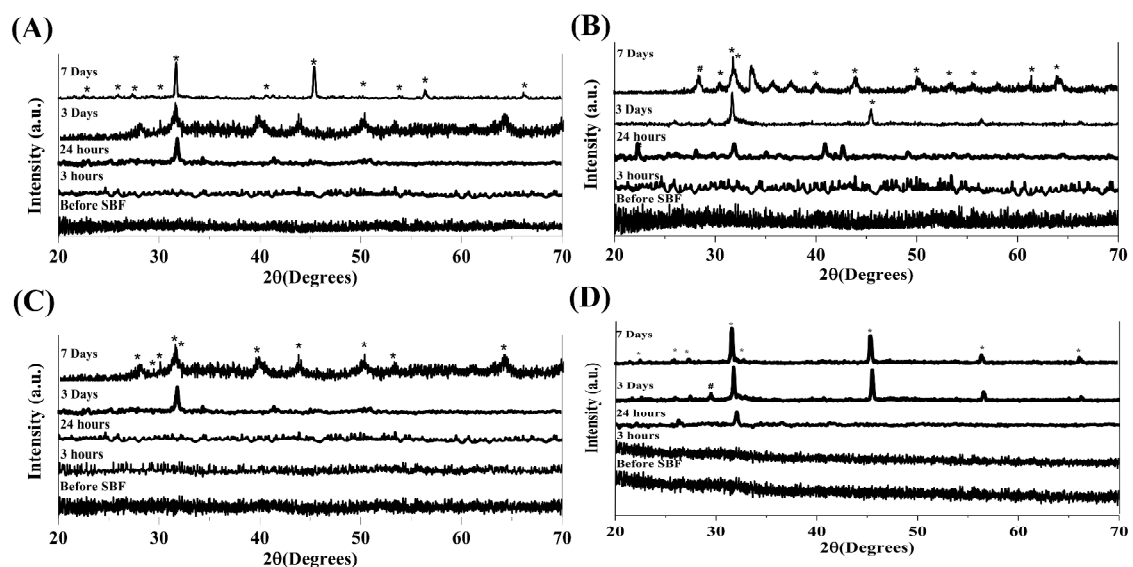 (A)
7 Days
3 Days
24 hours
3 hours
Before SBF
Intensity (a.u.)
* * * * * * * * * * *
20 30 40 50 60 70
2θ(Degrees)
(B)
7 Days
3 Days
24 hours
3 hours
Before SBF
Intensity (a.u.)
# * * * * * * * * * *
*
20 30 40 50 60 70
2θ(Degrees)
(C)
7 Days
3 Days
24 hours
3 hours
Before SBF
Intensity (a.u.)
* * * * * * * * * *
20 30 40 50 60 70
2θ(Degrees)
(D)
7 Days
3 Days
24 hours
3 hours
Before SBF
Intensity (a.u.)
* * * * * * * *
#
20 30 40 50 60 70
2θ(Degrees)